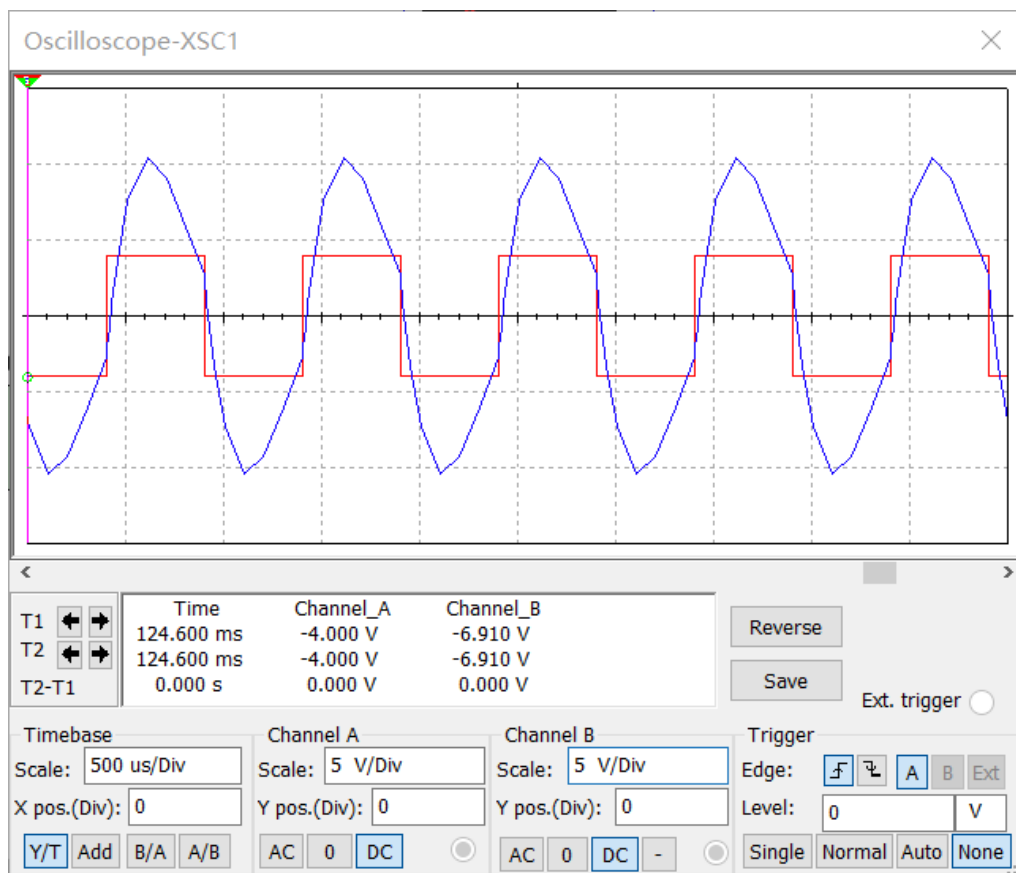 Oscilloscope-XSC1
Time Channel_A Channel_B
T1 124.600 ms -4.000 V -6.910 V
T2 124.600 ms -4.000 V -6.910 V
T2-T1 0.000 s 0.000 V 0.000 V
Reverse
Save
Ext. trigger
Timebase
Scale: 500 us/Div
X pos.(Div): 0
Y/T Add B/A A/B
Channel A
Scale: 5 V/Div
Y pos.(Div): 0
AC 0 DC
Channel B
Scale: 5 V/Div
Y pos.(Div): 0
AC 0 DC -
Trigger
Edge: A B Ext
Level: 0 V
Single Normal Auto None